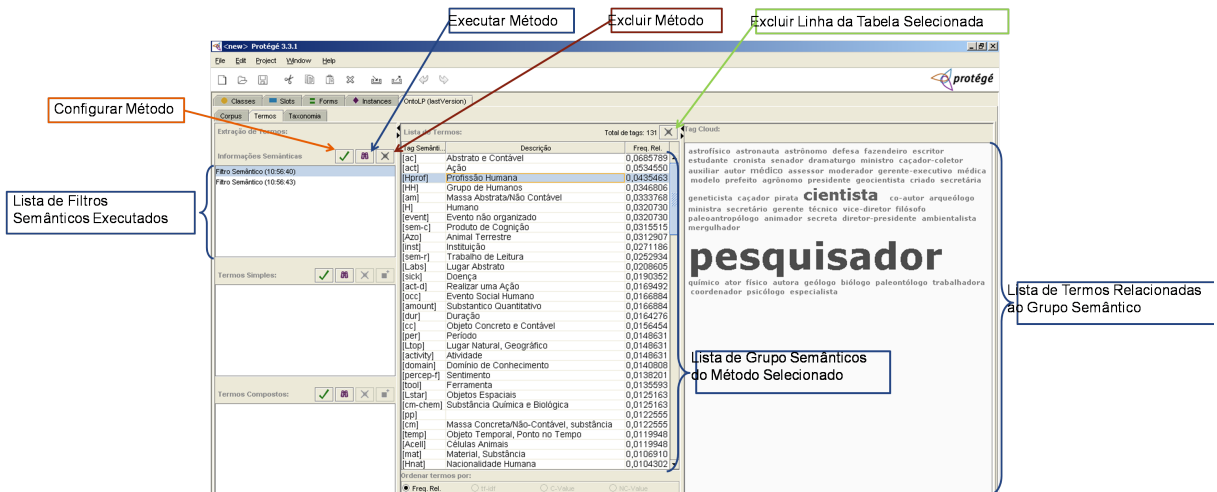 Executar Método
Excluir Método
Excluir Linha da Tabela Selecionada
<new> Protégé 3.3.1
File Edit Project Window Help
protégé
Classes Slots Forms Instances OntoLP (lastVersion)
Configurar Método
Corpus Termos Taxonomia
Extração de Termos:
Lista de Termos: Total de tags: 131
Tag Cloud:
Informações Semânticas
Tag Semânti... Descrição Freq. Rel.
Filtro Semântico (10:56:40)
Filtro Semântico (10:56:43)
Lista de Filtros
Semânticos Executados
Termos Simples:
Termos Compostos:
[ac] Abstrato e Contável 0,0685789
[act] Ação 0,0534550
[Hprof] Profissão Humana 0,0435463
[HH] Grupo de Humanos 0,0346806
[am] Massa Abstrata/Não Contável 0,0333768
[H] Humano 0,0320730
[event] Evento não organizado 0,0320730
[sem-c] Produto de Cognição 0,0315515
[Azo] Animal Terrestre 0,0312907
[inst] Instituição 0,0271186
[sem-r] Trabalho de Leitura 0,0252934
[Labs] Lugar Abstrato 0,0208605
[sick] Doença 0,0190352
[act-d] Realizar uma Ação 0,0169492
[occ] Evento Social Humano 0,0166884
[amount] Substantico Quantitativo 0,0166884
[dur] Duração 0,0164276
[cc] Objeto Concreto e Contável 0,0156454
[per] Período 0,0148631
[Ltop] Lugar Natural, Geográfico 0,0148631
[activity] Atividade 0,0148631
[domain] Domínio de Conhecimento 0,0140808
[percep-f] Sentimento 0,0138201
[tool] Ferramenta 0,0135593
[Lstar] Objetos Espaciais 0,0125163
[cm-chem] Substância Química e Biológica 0,0125163
[pp] 0,0122555
[cm] Massa Concreta/Não-Contável, substância 0,0122555
[temp] Objeto Temporal, Ponto no Tempo 0,0119948
[Acell] Células Animais 0,0119948
[mat] Material, Substância 0,0106910
[Hnat] Nacionalidade Humana 0,0104302
Ordenar termos por:
Freq. Rel. tf-idf C-Value NC-Value
astrofísico astronauta astrônomo defesa fazendeiro escritor
estudante cronista senador dramaturgo ministro caçador-coletor
auxiliar autor médico assessor moderador gerente-executivo médica
modelo prefeito agrônomo presidente geocientista criado secretária
geneticista caçador pirata cientista co-autor arqueólogo
ministra secretário gerente técnico vice-diretor filósofo
paleoantropólogo animador secreta diretor-presidente ambientalista
mergulhador
pesquisador
químico ator físico autora geólogo biólogo paleontólogo trabalhadora
coordenador psicólogo especialista
Lista de Termos Relacionadas
ao Grupo Semântico
Lista de Grupo Semânticos
do Método Selecionado